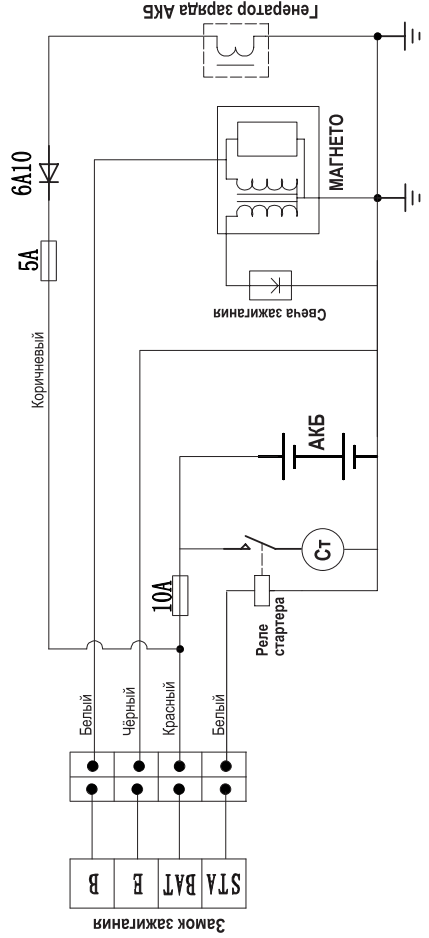 Генератор заряда АКБ
6А10
5А
МАГНЕТО
Свеча зажигания
Коричневый
АКБ
Ст
10А
Реле
стартера
Белый
Чёрный
Красный
Белый
B
E
BAT
STA
Замок зажигания